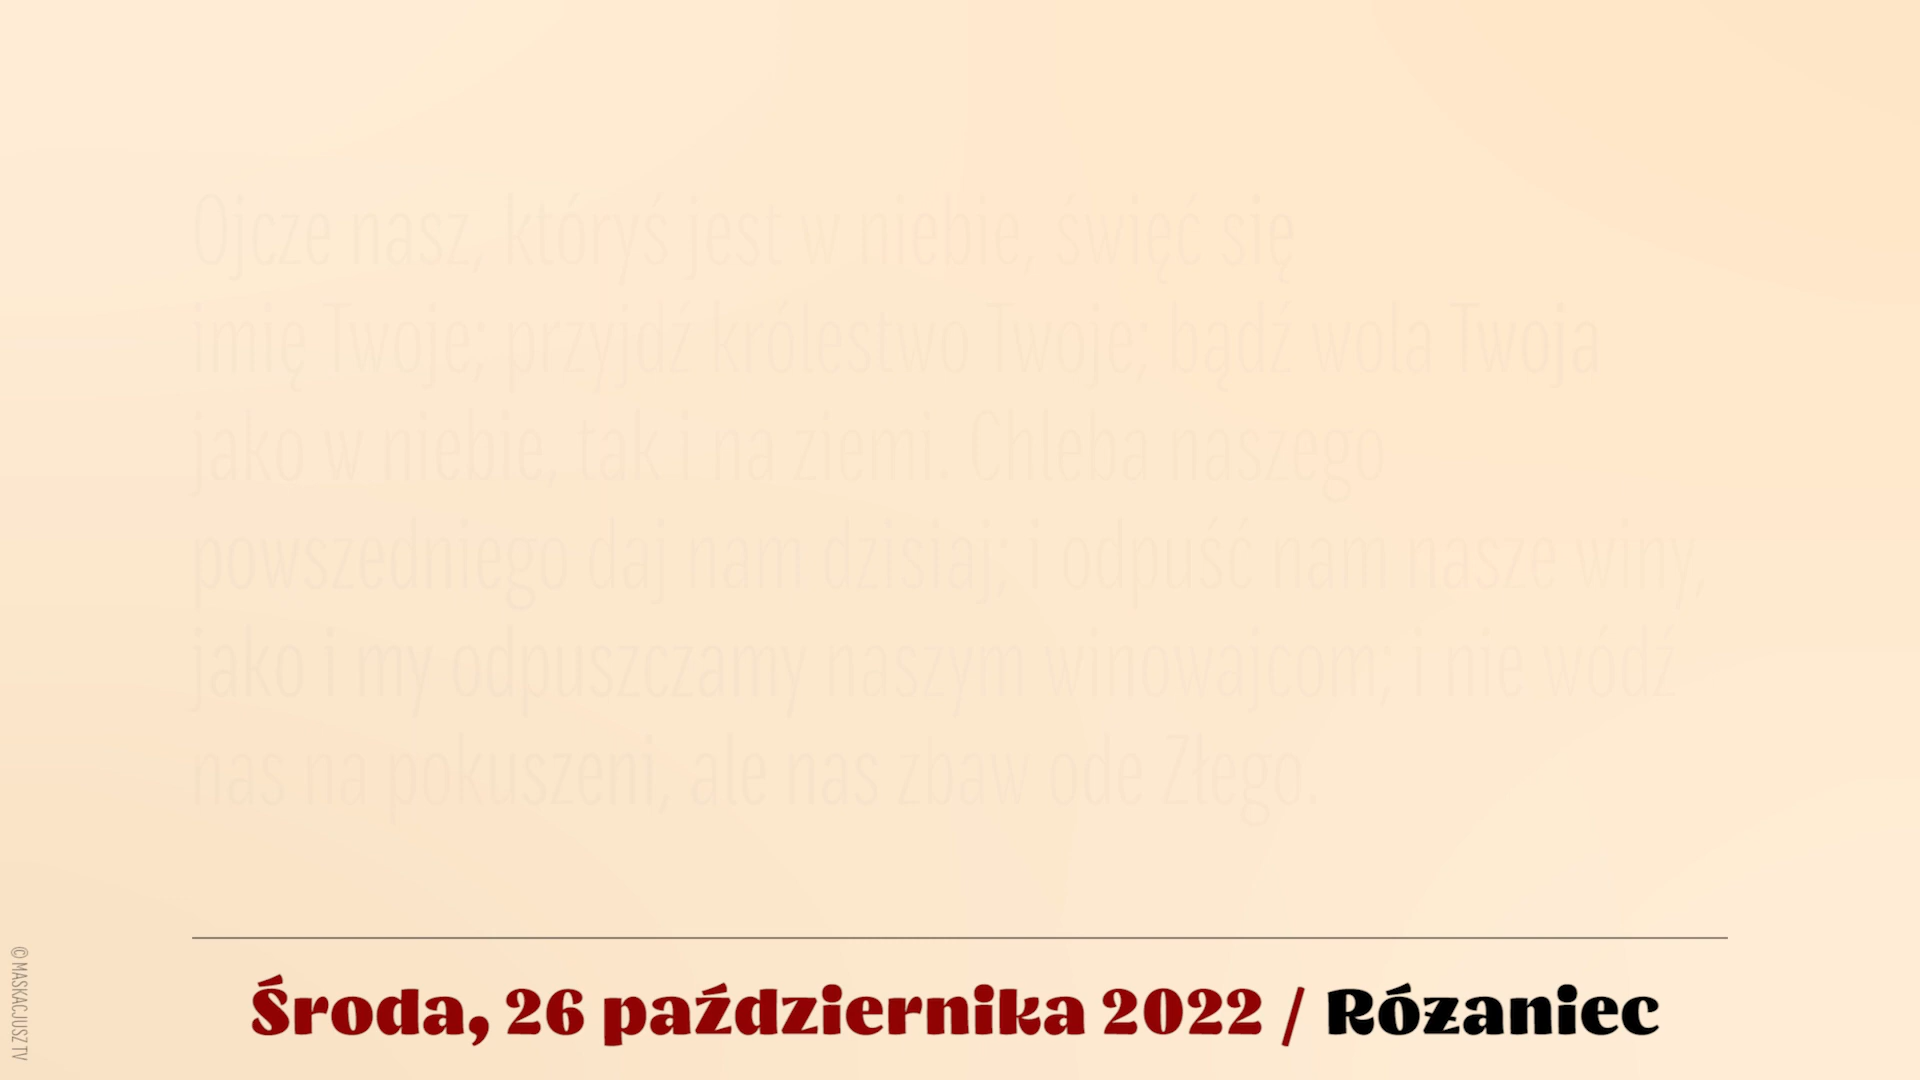 Ojcze nasz, któryś jest w niebie, święć się
imię Twoje; przyjdź królestwo Twoje; bądź wola Twoja
jako w niebie, tak i na ziemi. Chleba naszego
powszedniego daj nam dzisiaj; i odpuść nam nasze winy,
jako i my odpuszczamy naszym winowajcom; i nie wódź
nas na pokuszeni, ale nas zbaw ode Złego.
Środa, 26 października 2022 / Rózaniec
© MASKACJUSZ TV